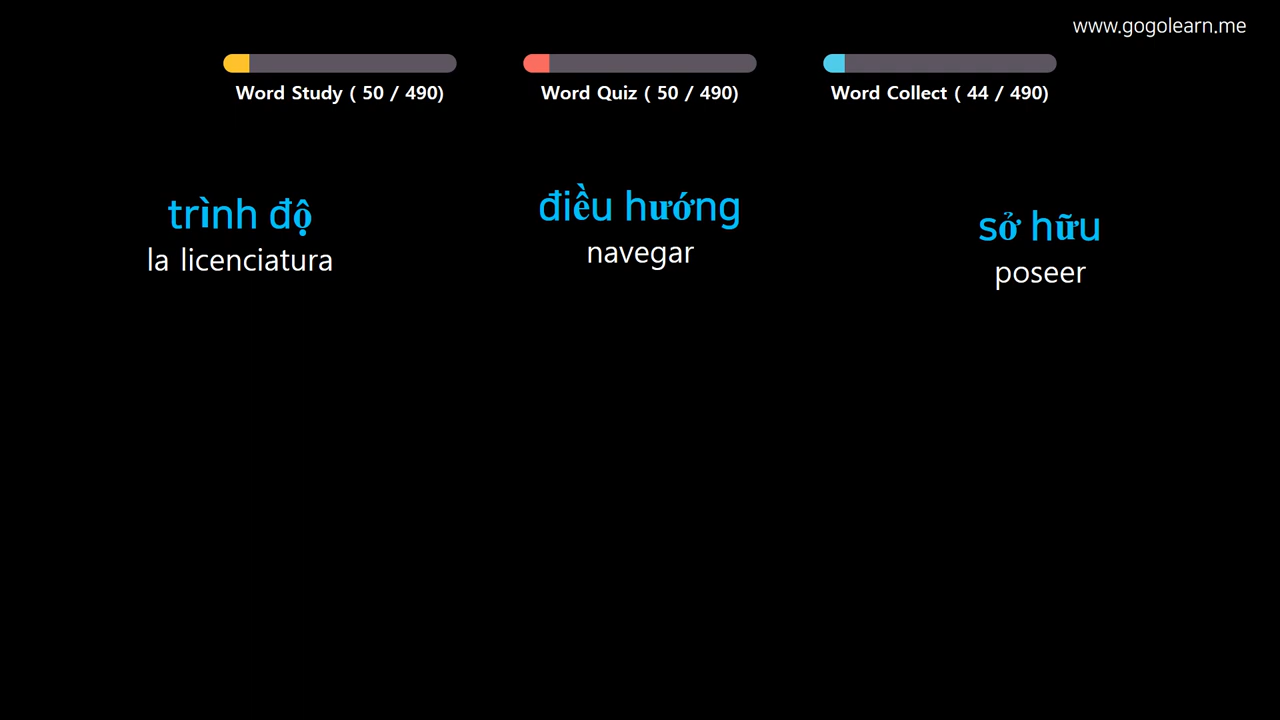 www.gogolearn.me
Word Study ( 50 / 490)
Word Quiz ( 50 / 490)
Word Collect ( 44 / 490)
trình độ
la licenciatura
điều hướng
navegar
sở hữu
poseer